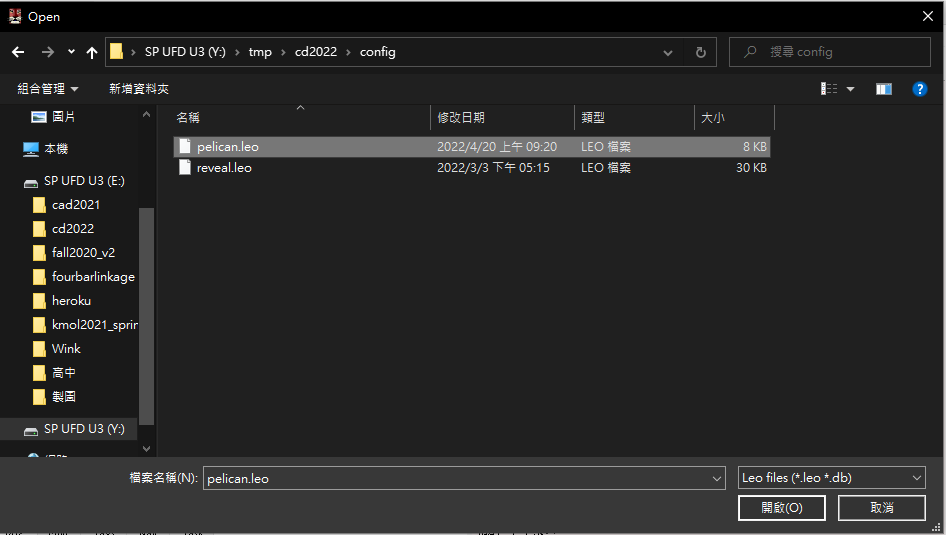 Open
SP UFD U3 (Y:) › tmp › cd2022 › config
搜尋 config
組合管理 新增資料夾
名稱 修改日期 類型 大小
圖片
本機
SP UFD U3 (E:)
cad2021
cd2022
fall2020_v2
fourbarlinkage
heroku
kmol2021_sprin
Wink
高中
製圖
SP UFD U3 (Y:)
pelican.leo 2022/4/20 上午 09:20 LEO 檔案 8 KB
reveal.leo 2022/3/3 下午 05:15 LEO 檔案 30 KB
檔案名稱(N): pelican.leo Leo files (*.leo *.db)
開啟(O) 取消